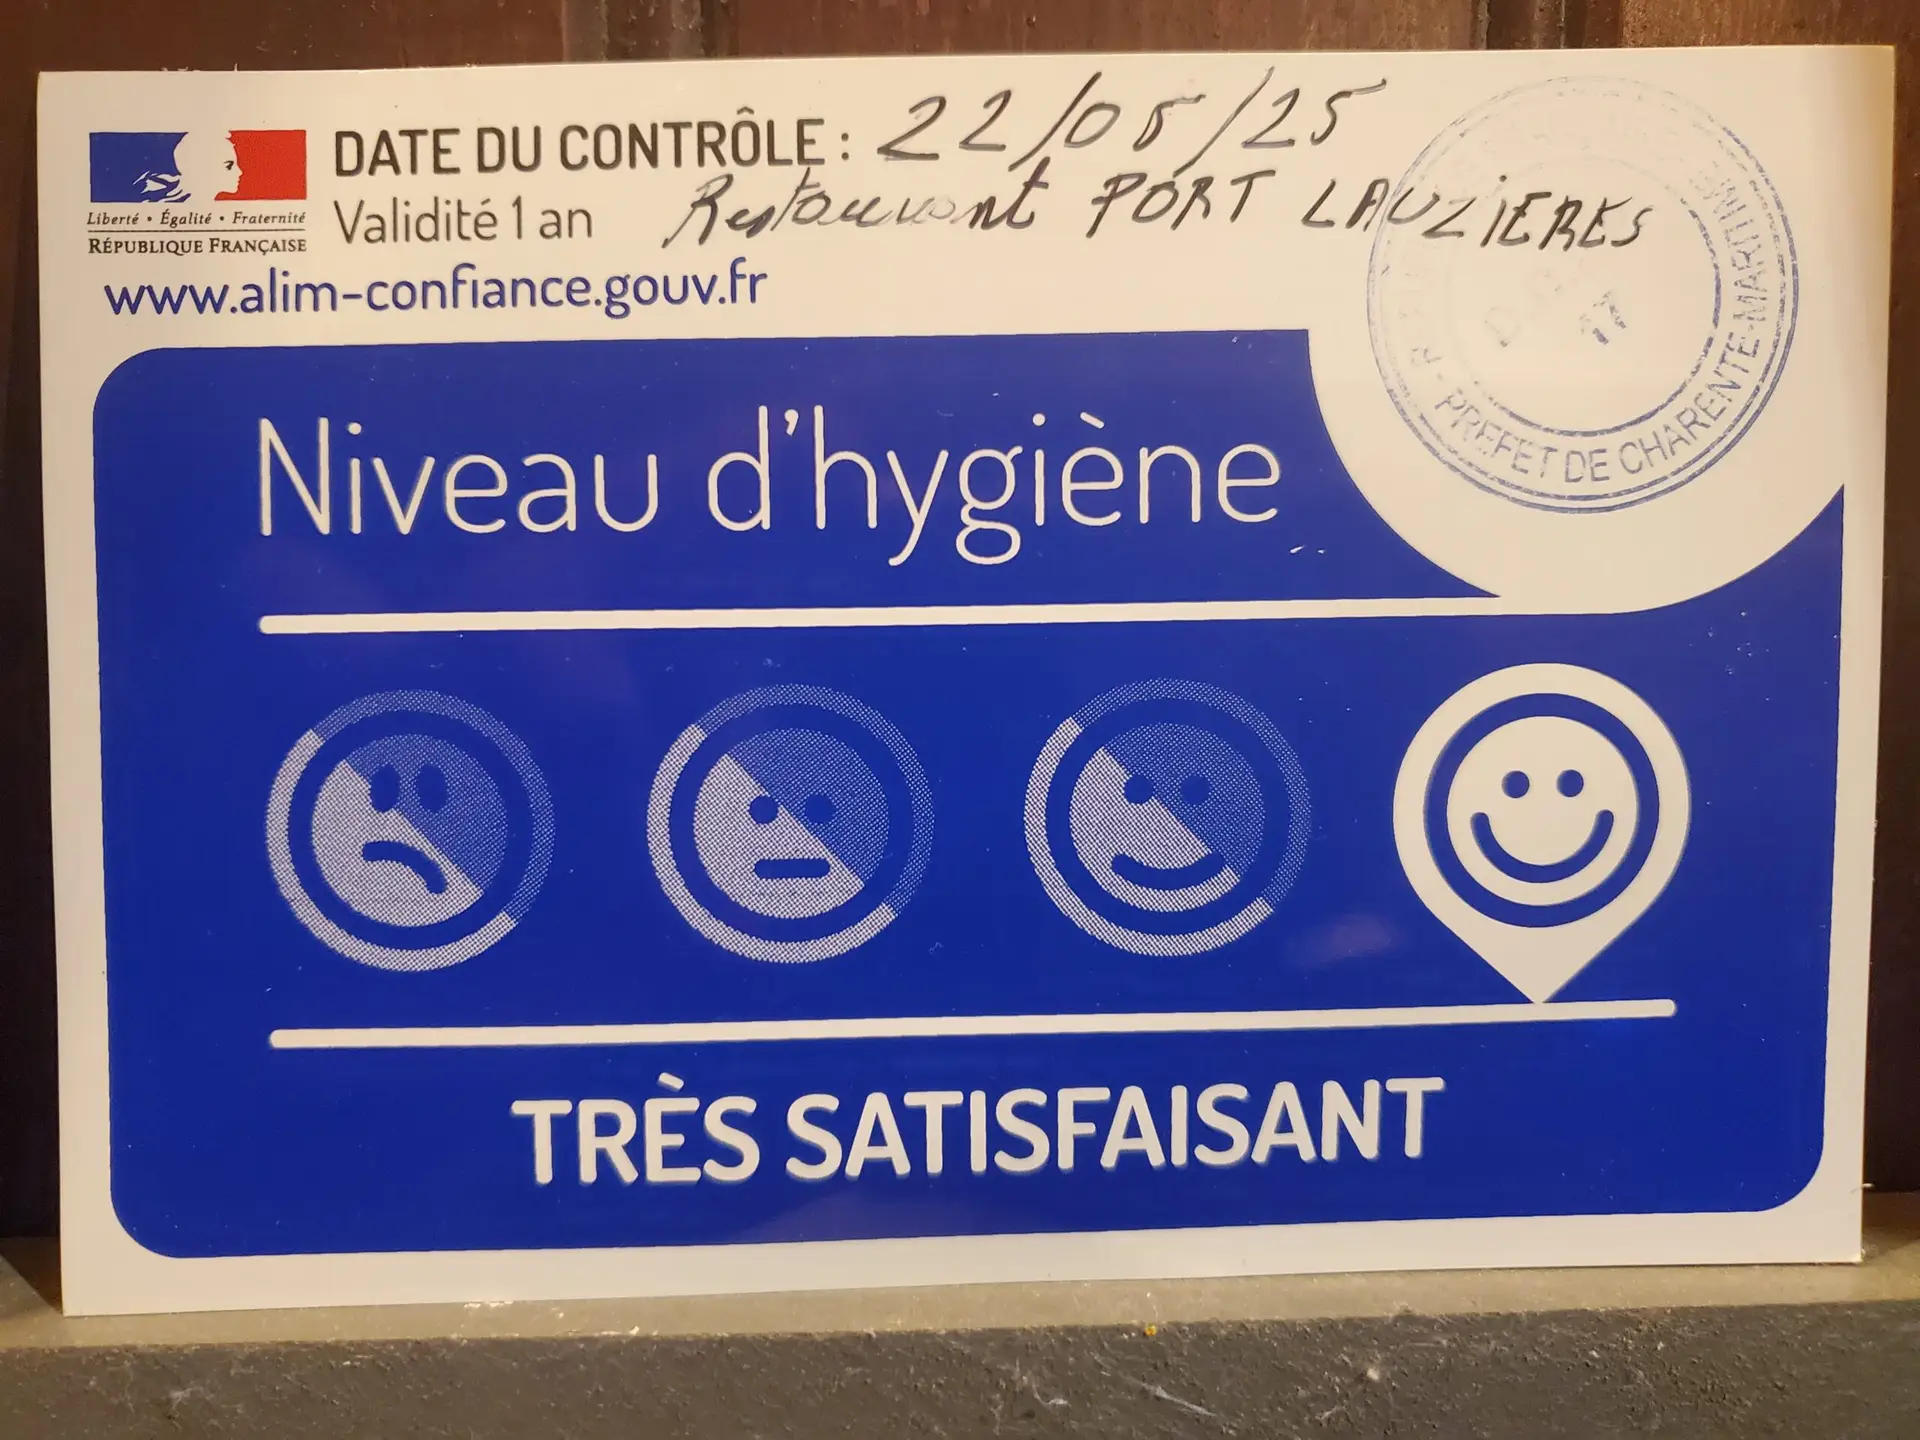 DATE DU CONTRÔLE : 22/05/25
Liberté • Égalité • Fraternité
RÉPUBLIQUE FRANÇAISE
Validité 1 an Restaurant PORT LAUZIERES
www.alim-confiance.gouv.fr
17
PREFET DE CHARENTE-MARITIME
Niveau d'hygiène
TRÈS SATISFAISANT